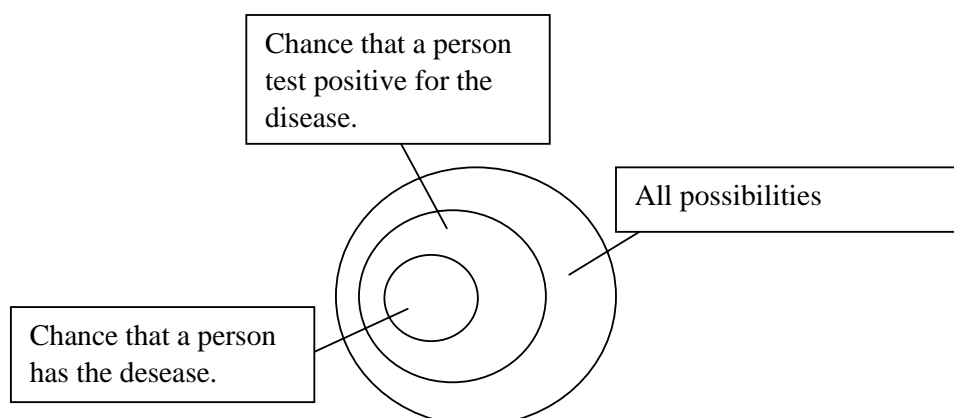 Chance that a person
test positive for the
disease.
All possibilities
Chance that a person
has the desease.